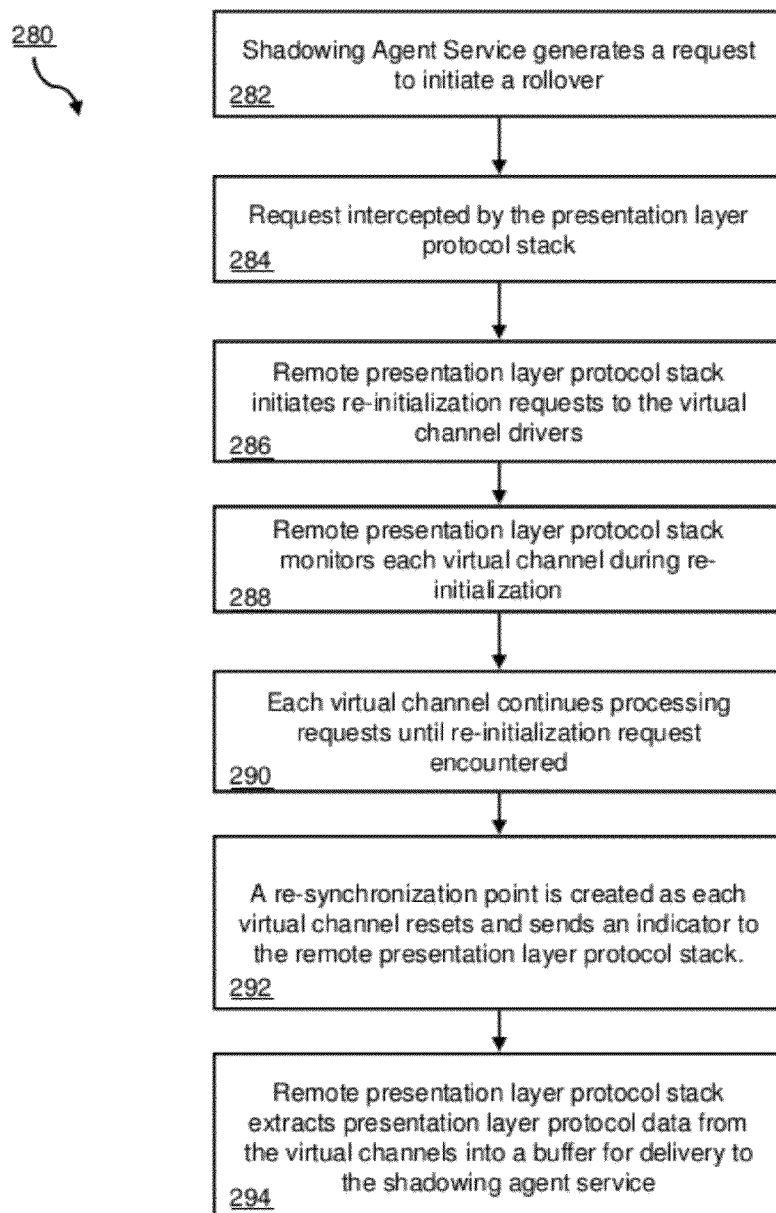 280
Shadowing Agent Service generates a request
to initiate a rollover
282
Request intercepted by the presentation layer
protocol stack
284
Remote presentation layer protocol stack
initiates re-initialization requests to the virtual
channel drivers
286
Remote presentation layer protocol stack
monitors each virtual channel during re-
initialization
288
Each virtual channel continues processing
requests until re-initialization request
encountered
290
A re-synchronization point is created as each
virtual channel resets and sends an indicator to
the remote presentation layer protocol stack.
292
Remote presentation layer protocol stack
extracts presentation layer protocol data from
the virtual channels into a buffer for delivery to
the shadowing agent service
294